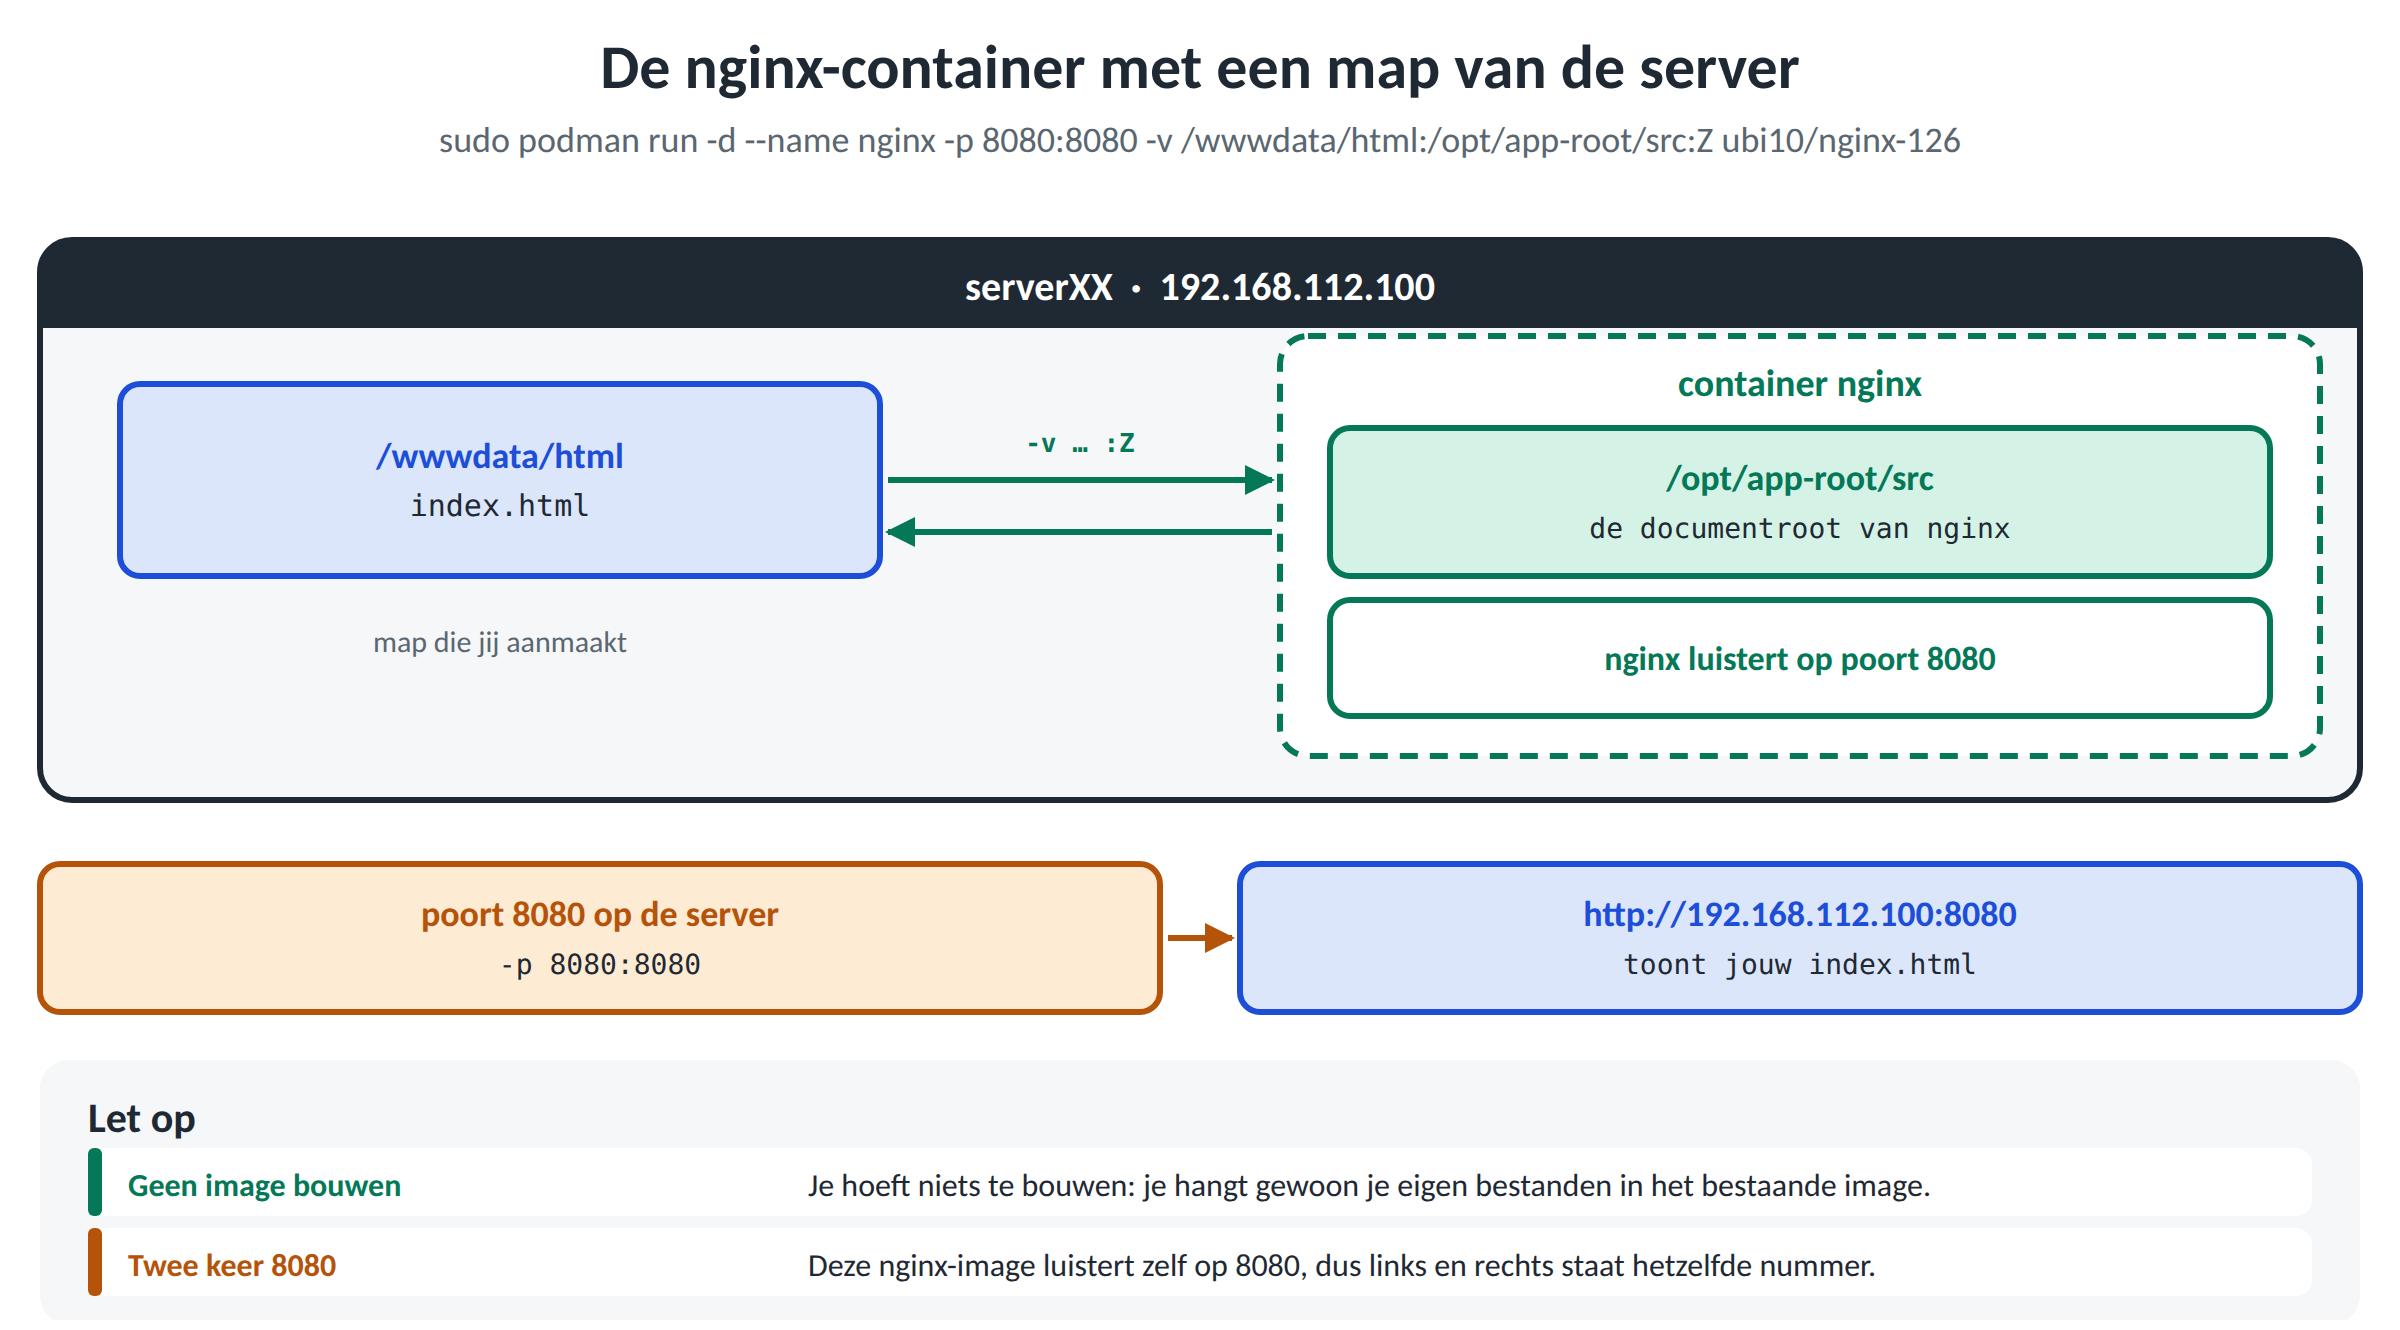 De nginx-container met een map van de server
sudo podman run -d --name nginx -p 8080:8080 -v /wwwdata/html:/opt/app-root/src:Z ubi10/nginx-126
serverXX · 192.168.112.100
/wwwdata/html
index.html
map die jij aanmaakt
-v … :Z
container nginx
/opt/app-root/src
de documentroot van nginx
nginx luistert op poort 8080
poort 8080 op de server
-p 8080:8080
http://192.168.112.100:8080
toont jouw index.html
Let op
Geen image bouwen
Je hoeft niets te bouwen: je hangt gewoon je eigen bestanden in het bestaande image.
Twee keer 8080
Deze nginx-image luistert zelf op 8080, dus links en rechts staat hetzelfde nummer.